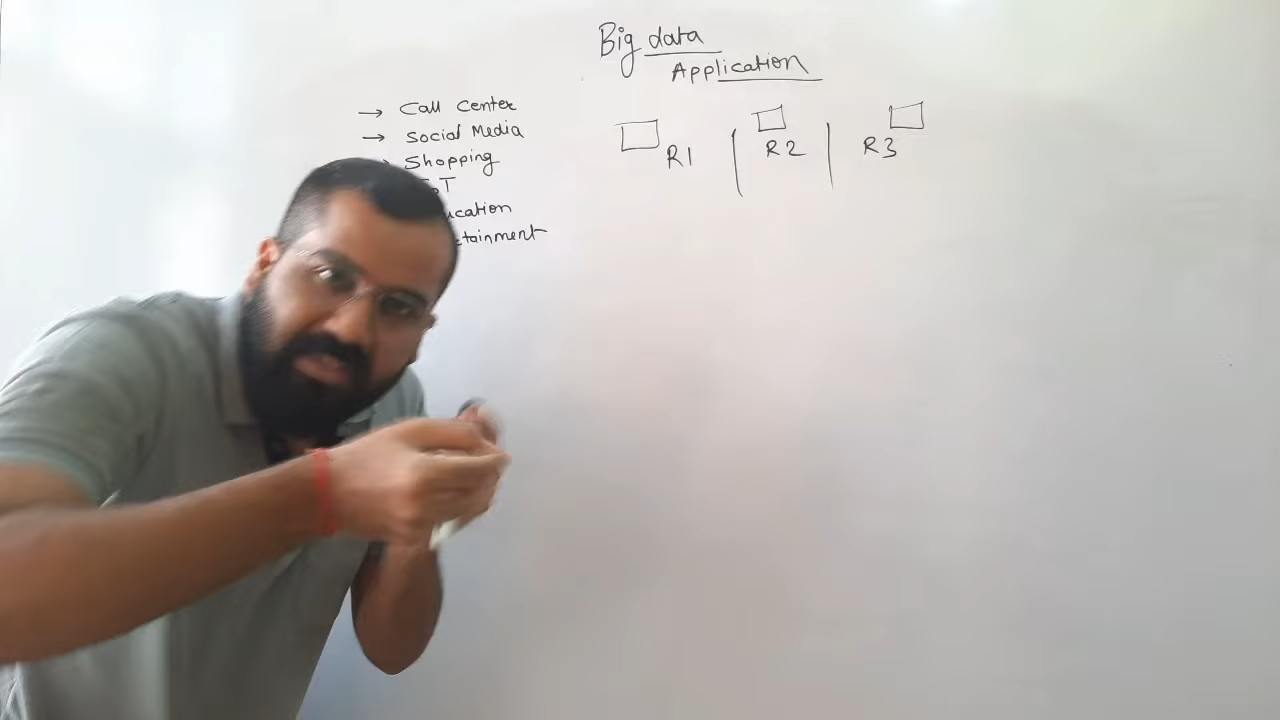 Big data
Application
→ Call Center
→ Social Media
Shopping
R1 | R2 | R3